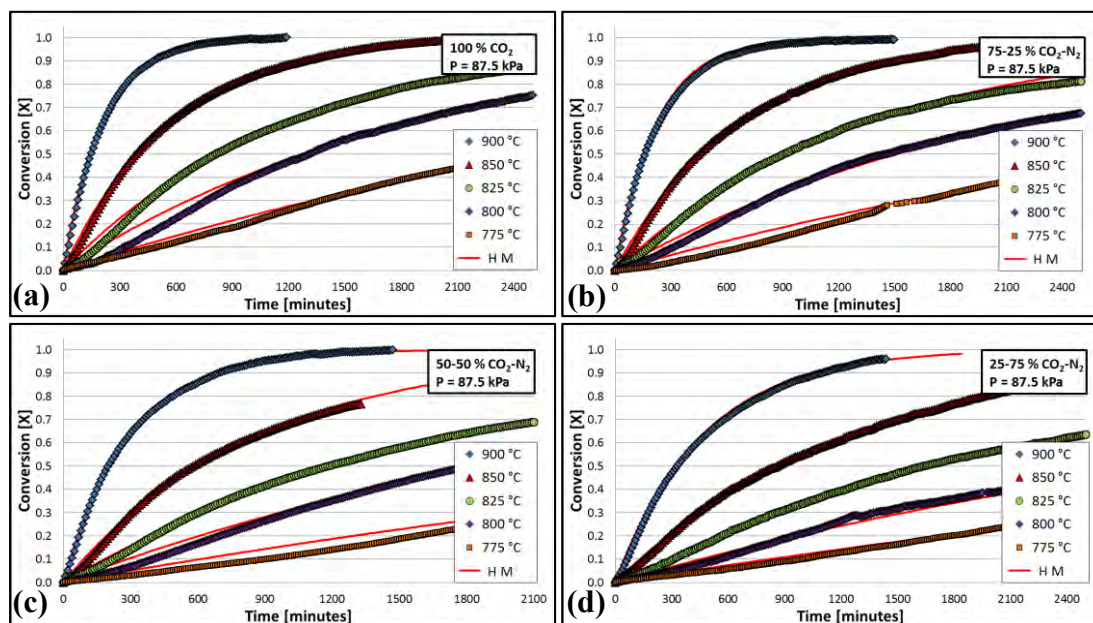 Conversion [X]
1.0
0.9
0.8
0.7
0.6
0.5
0.4
0.3
0.2
0.1
0.0
100 % CO₂
P = 87.5 kPa
900 °C
850 °C
825 °C
800 °C
775 °C
H M
0 300 600 900 1200 1500 1800 2100 2400
Time [minutes]
(a)
Conversion [X]
1.0
0.9
0.8
0.7
0.6
0.5
0.4
0.3
0.2
0.1
0.0
75-25 % CO₂-N₂
P = 87.5 kPa
900 °C
850 °C
825 °C
800 °C
775 °C
H M
0 300 600 900 1200 1500 1800 2100 2400
Time [minutes]
(b)
Conversion [X]
1.0
0.9
0.8
0.7
0.6
0.5
0.4
0.3
0.2
0.1
0.0
50-50 % CO₂-N₂
P = 87.5 kPa
900 °C
850 °C
825 °C
800 °C
775 °C
H M
0 300 600 900 1200 1500 1800 2100
Time [minutes]
(c)
Conversion [X]
1.0
0.9
0.8
0.7
0.6
0.5
0.4
0.3
0.2
0.1
0.0
25-75 % CO₂-N₂
P = 87.5 kPa
900 °C
850 °C
825 °C
800 °C
775 °C
H M
0 300 600 900 1200 1500 1800 2100 2400
Time [minutes]
(d)